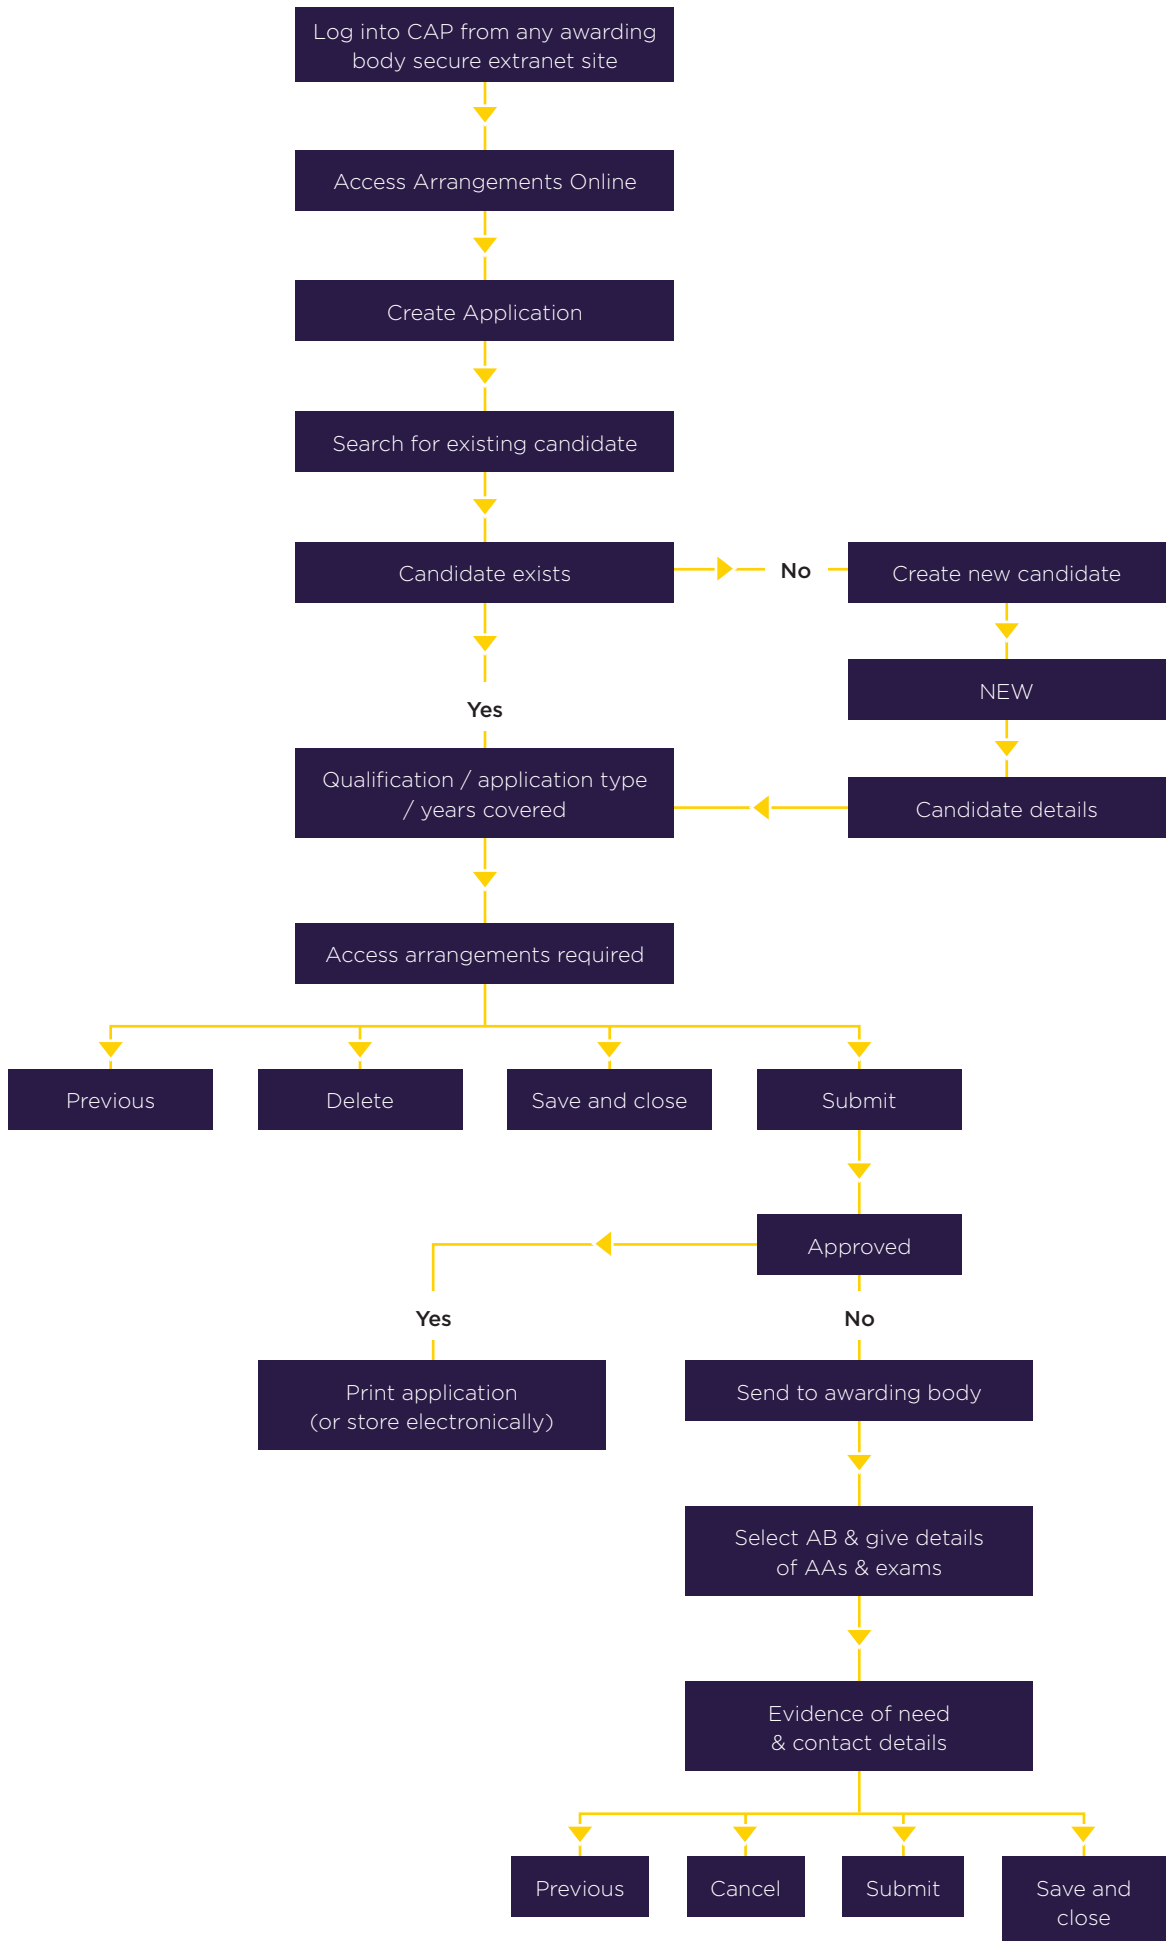 Log into CAP from any awarding
body secure extranet site
Access Arrangements Online
Create Application
Search for existing candidate
Candidate exists
No
Create new candidate
NEW
Yes
Qualification / application type
/ years covered
Candidate details
Access arrangements required
Previous
Delete
Save and close
Submit
Approved
Yes
No
Print application
(or store electronically)
Send to awarding body
Select AB & give details
of AAs & exams
Evidence of need
& contact details
Previous
Cancel
Submit
Save and
close